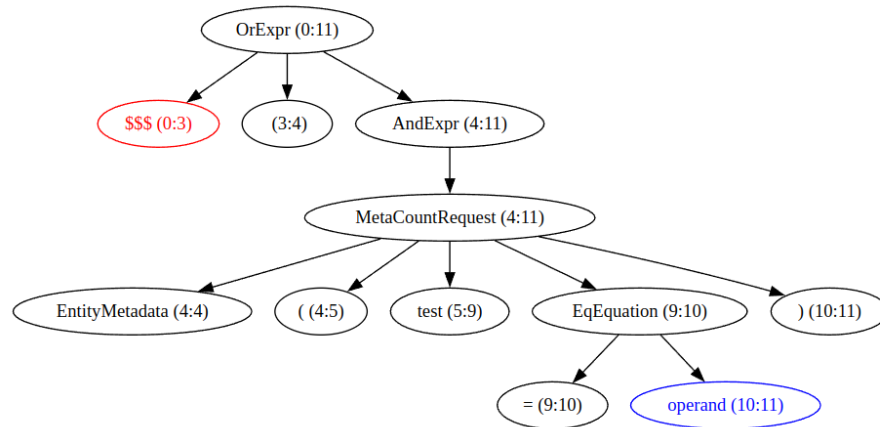 OrExpr (0:11)
$$$ (0:3)
(3:4)
AndExpr (4:11)
MetaCountRequest (4:11)
EntityMetadata (4:4)
( (4:5)
test (5:9)
EqEquation (9:10)
) (10:11)
= (9:10)
operand (10:11)